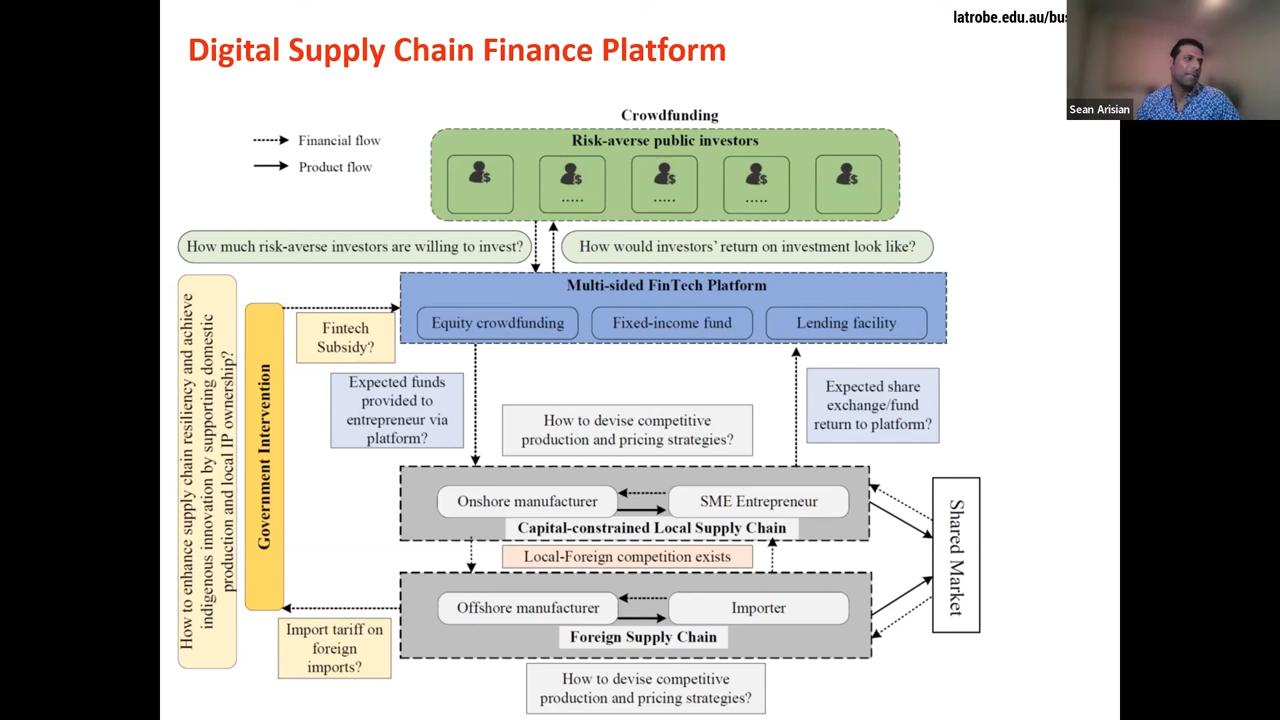 latrobe.edu.au/bus
Digital Supply Chain Finance Platform
Sean Arisian
Crowdfunding
Financial flow
Product flow
Risk-averse public investors
.....
.....
.....
How much risk-averse investors are willing to invest?
How would investors' return on investment look like?
Multi-sided FinTech Platform
Equity crowdfunding
Fixed-income fund
Lending facility
How to enhance supply chain resiliency and achieve
indigenous innovation by supporting domestic
production and local IP ownership?
Government Intervention
Fintech
Subsidy?
Expected funds
provided to
entrepreneur via
platform?
How to devise competitive
production and pricing strategies?
Expected share
exchange/fund
return to platform?
Onshore manufacturer
SME Entrepreneur
Capital-constrained Local Supply Chain
Local-Foreign competition exists
Shared Market
Offshore manufacturer
Importer
Foreign Supply Chain
Import tariff on
foreign
imports?
How to devise competitive
production and pricing strategies?